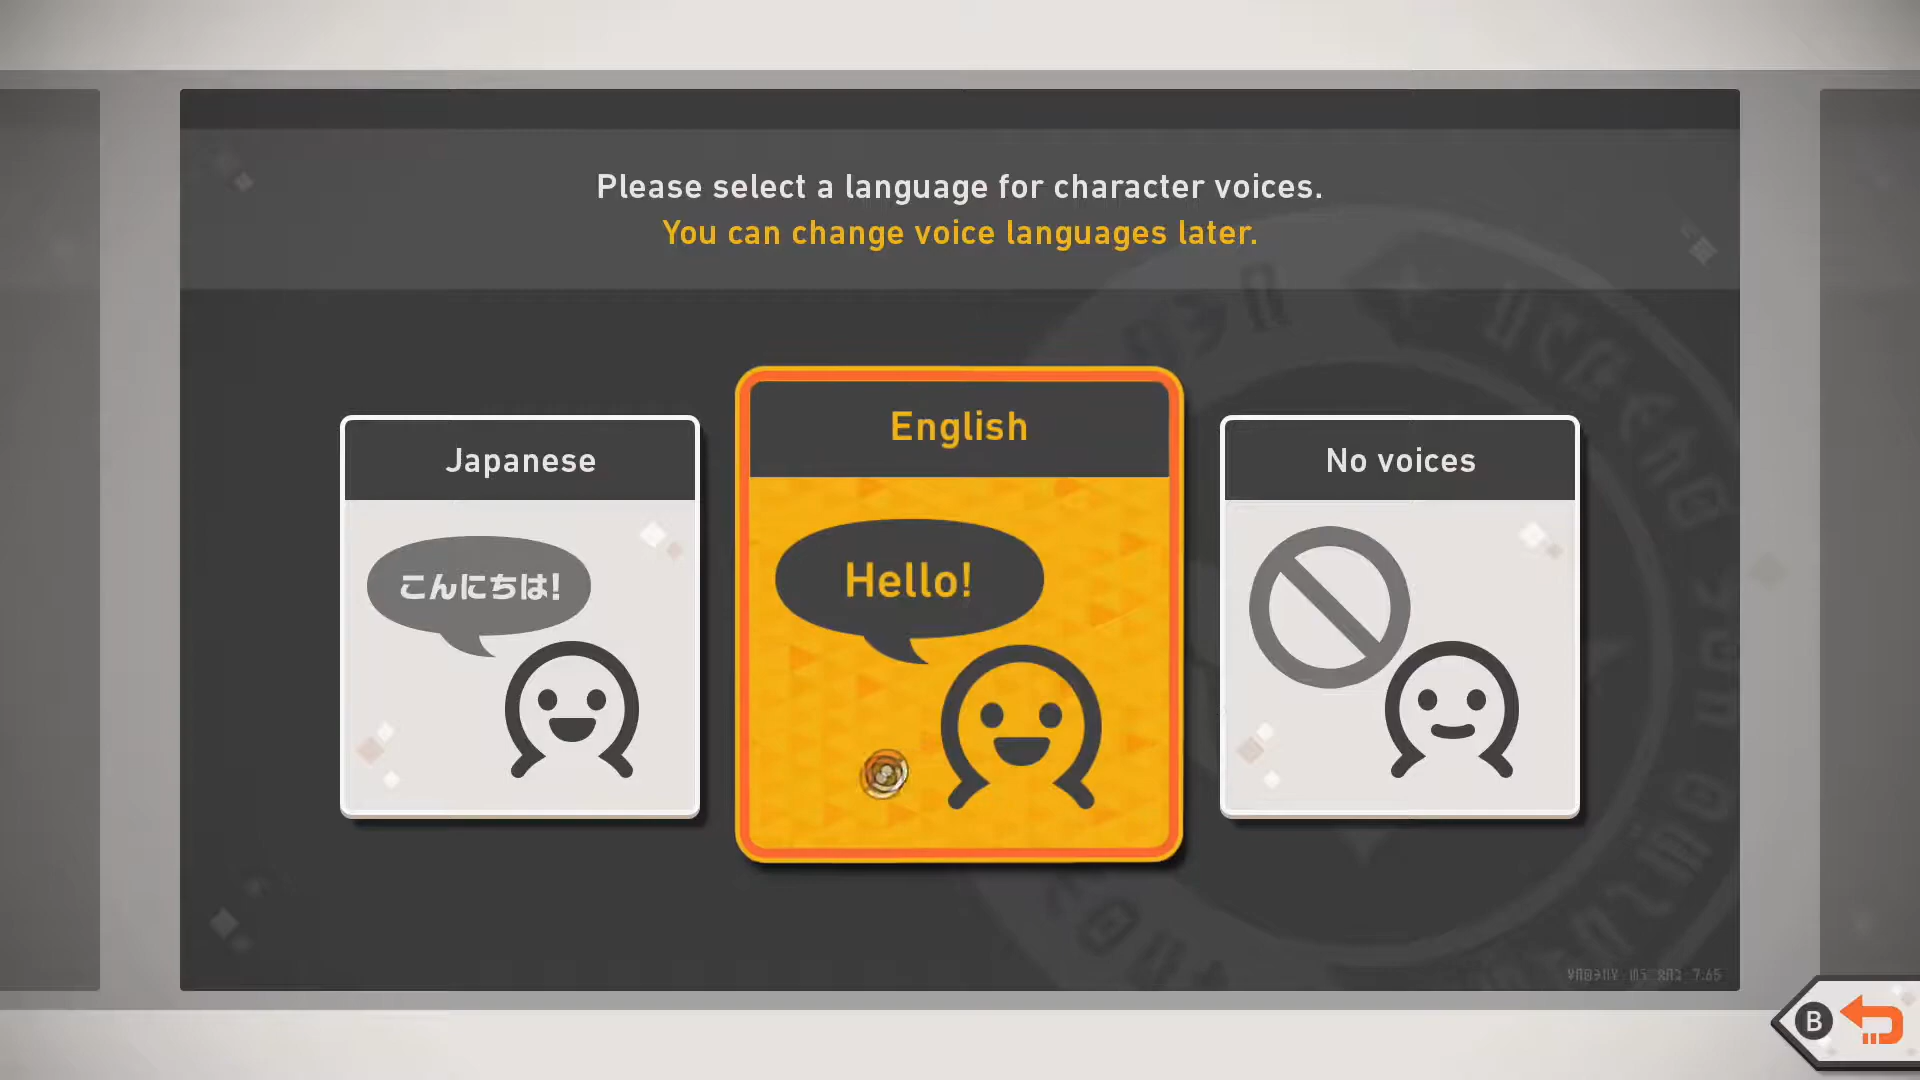 Please select a language for character voices.
You can change voice languages later.
Japanese
こんにちは!
English
Hello!
No voices
B